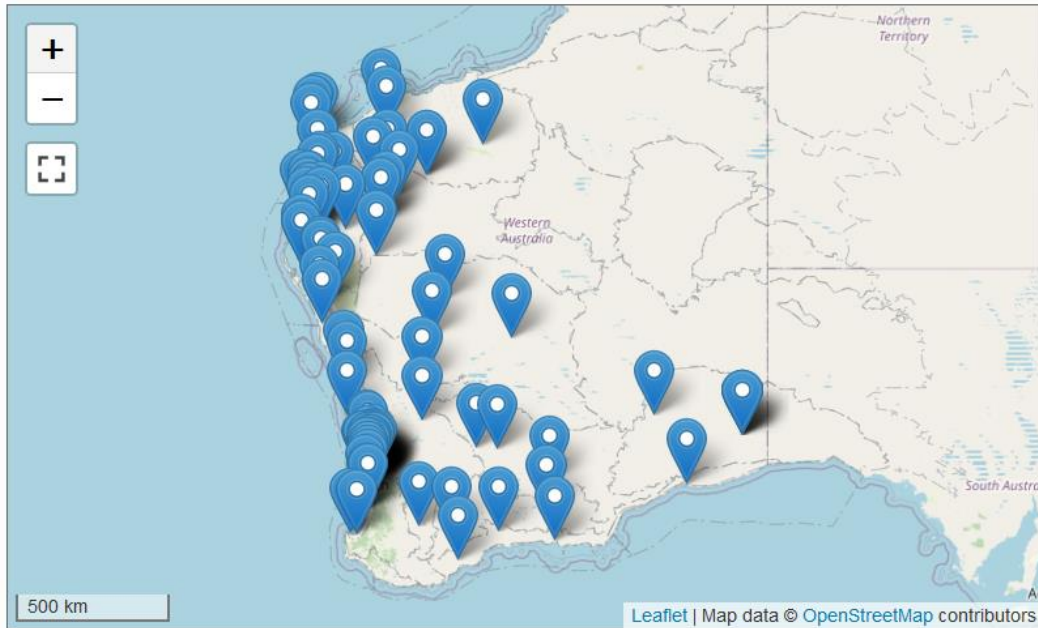 +
Northern
Territory
−
Western
Australia
South Austra
A
500 km
Leaflet | Map data © OpenStreetMap contributors